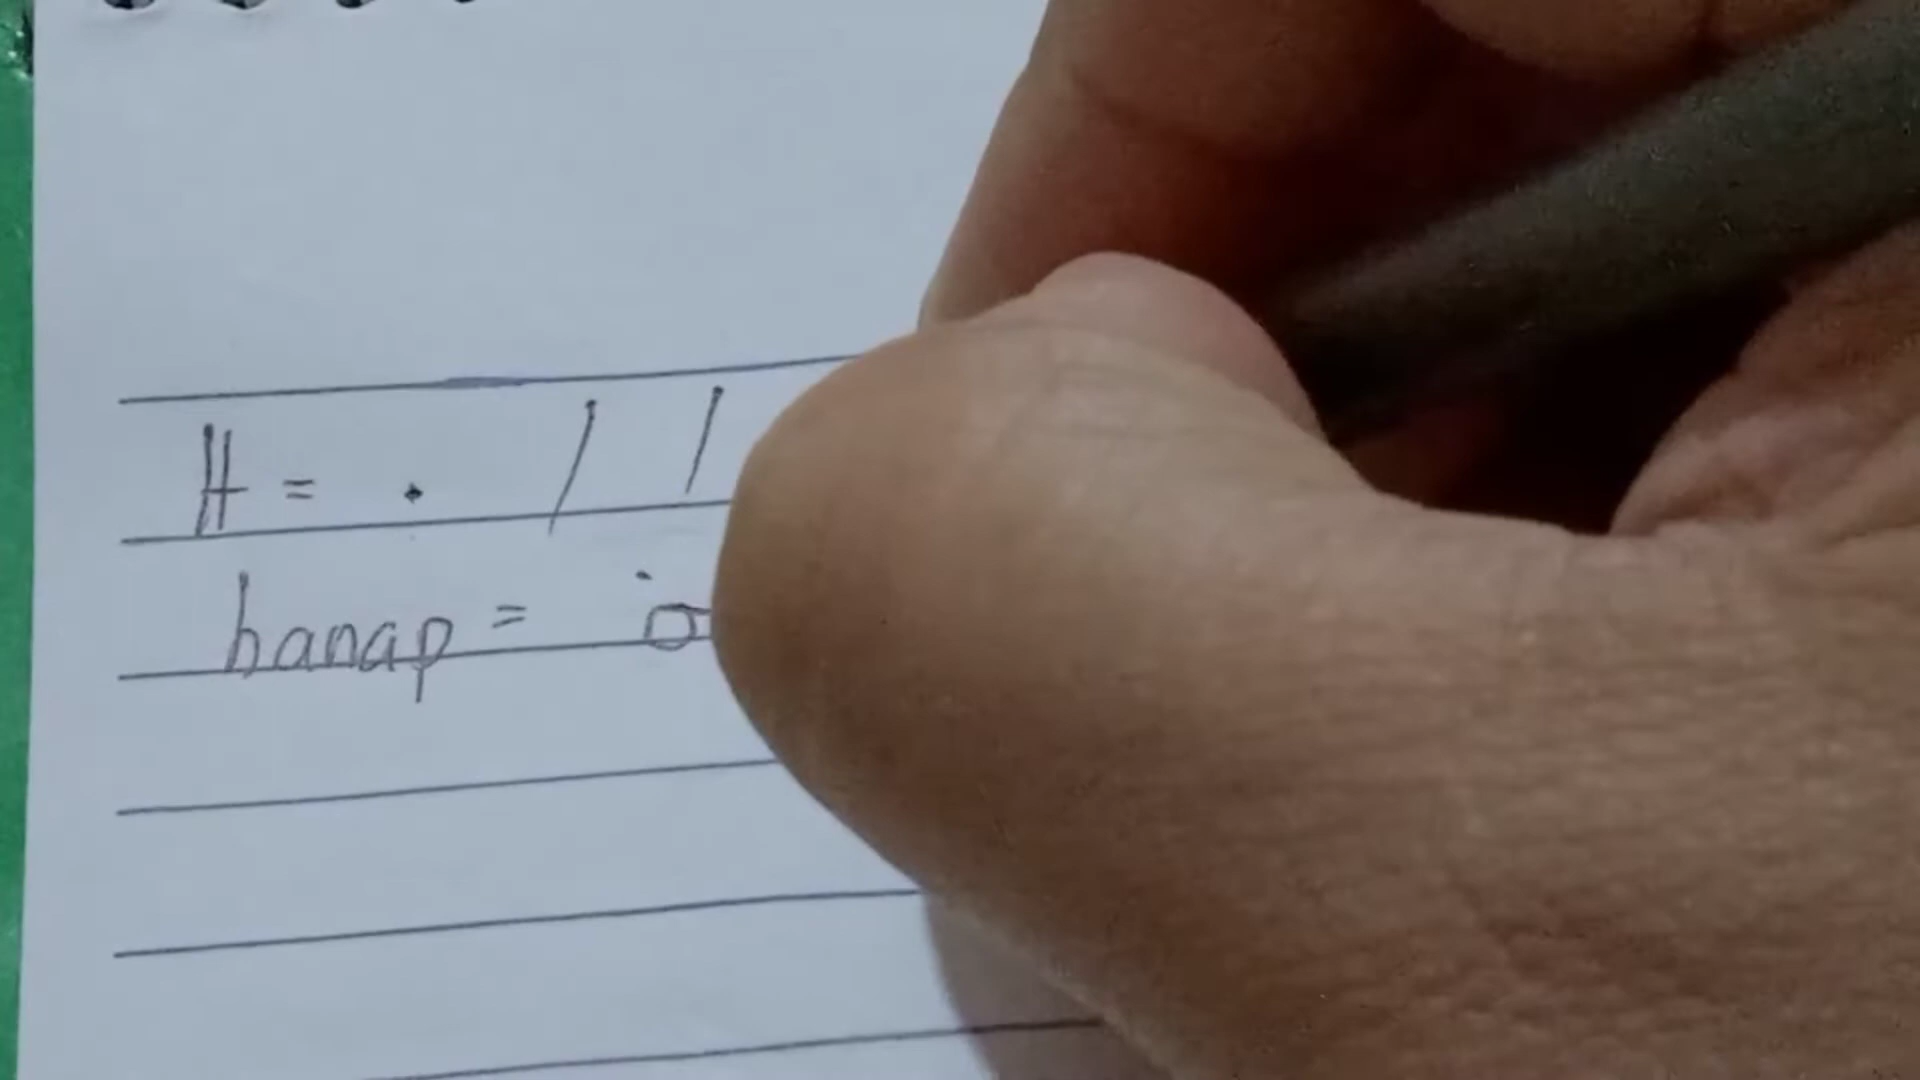 H = . / /
hanap =